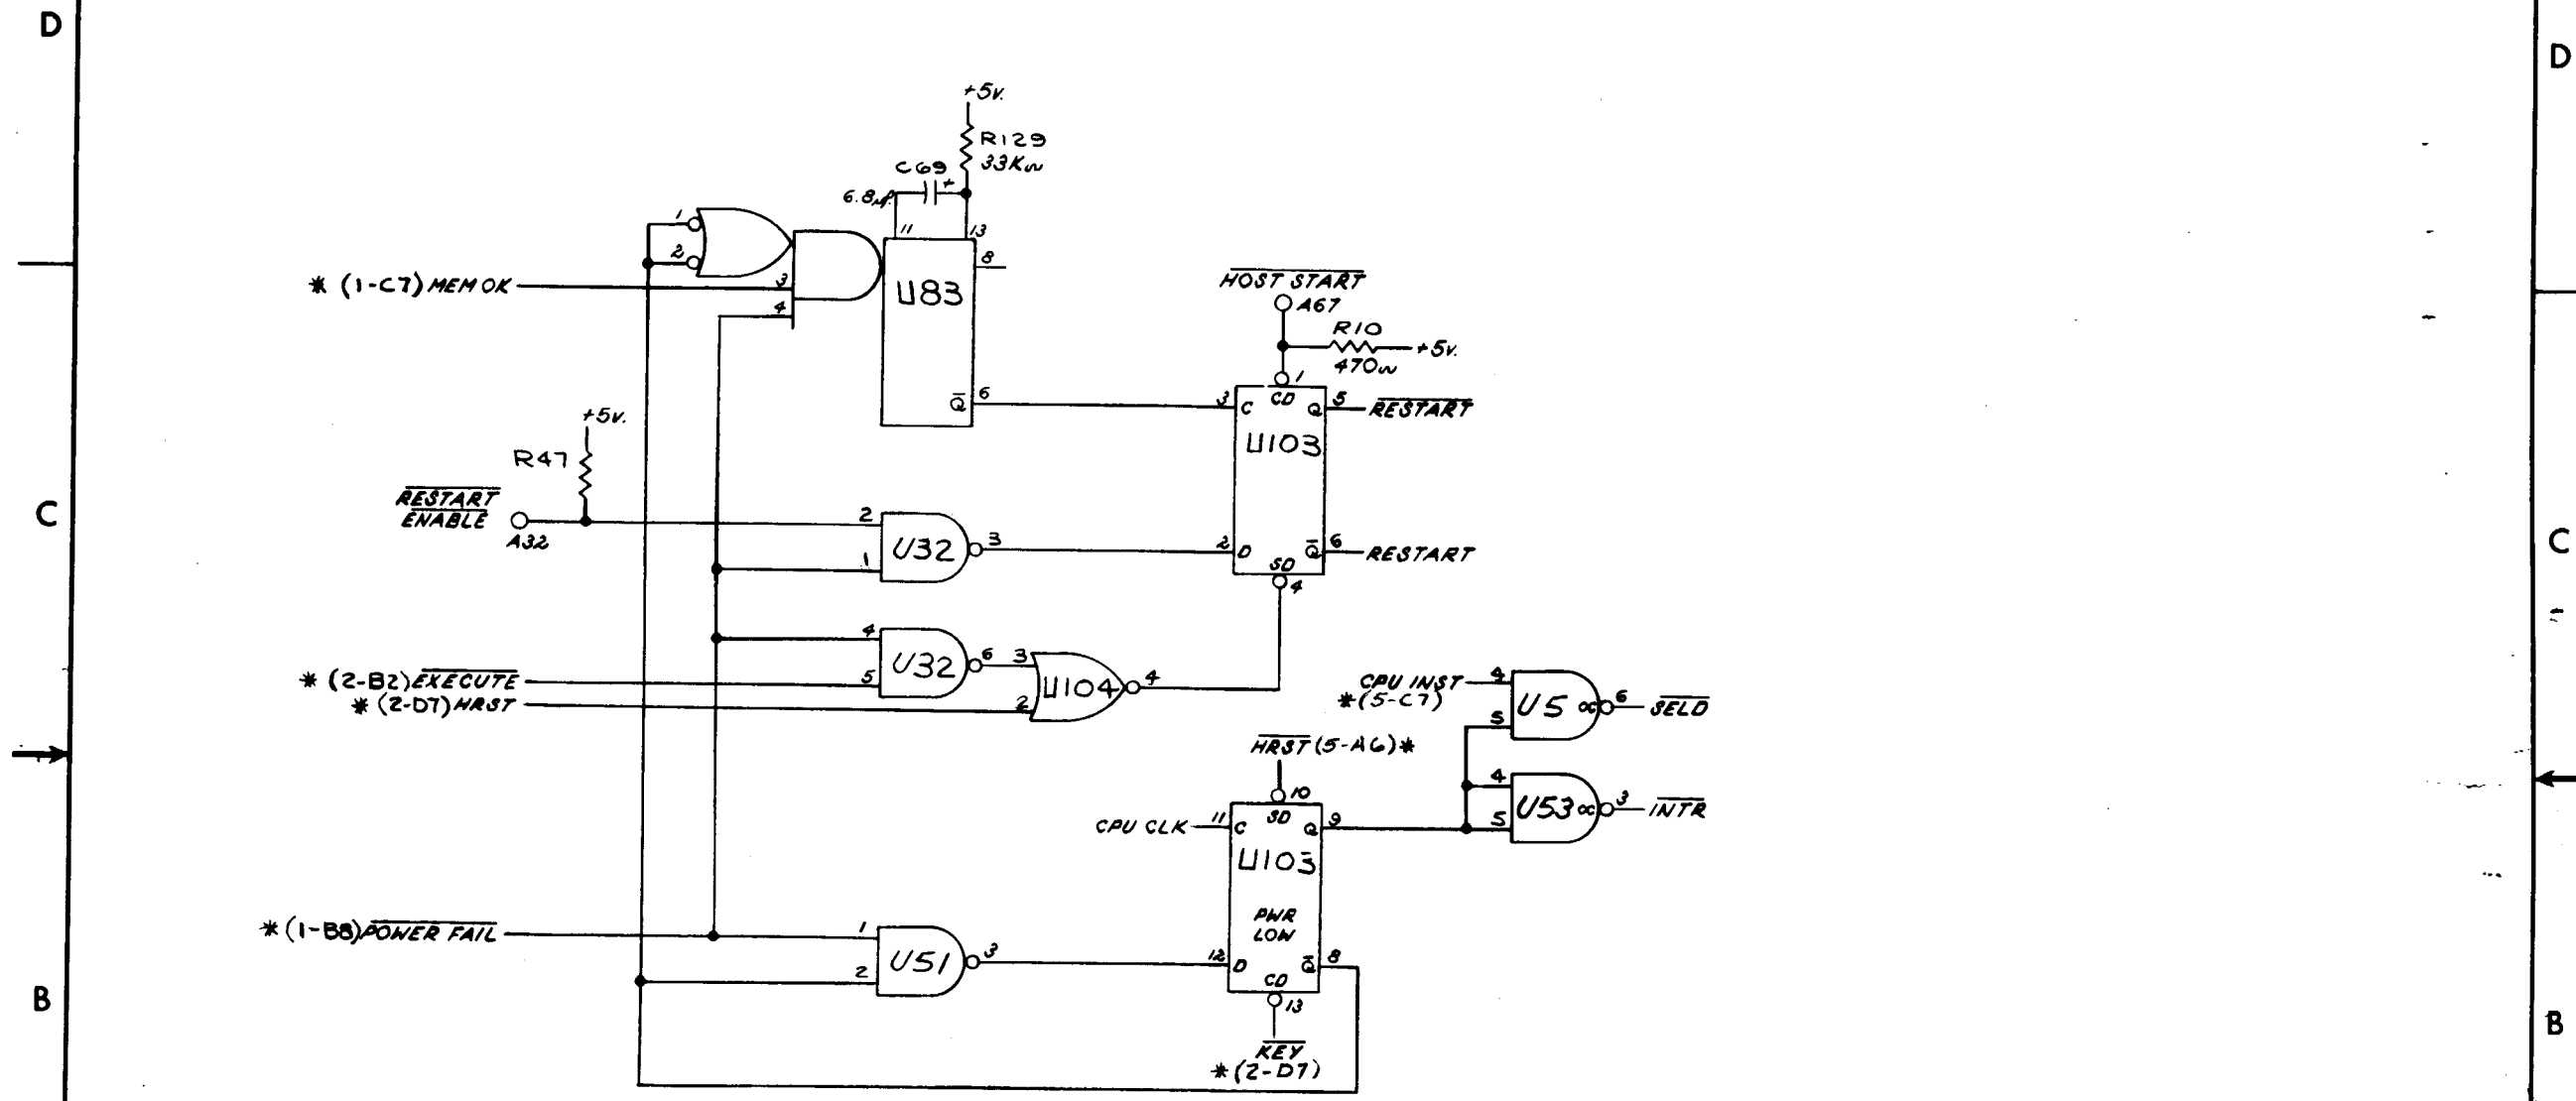 D
D
+5V.
R129
33K∿
C69
+
6.8µf.
11
13
8
1
2
* (1-C7) MEM OK
3
4
U83
Q̅ 6
HOST START
A67
R10
+5V.
470∿
1
3 C CD Q 5 RESTART
U103
2 D Q̅ 6 RESTART
SD
4
+5V.
R47
RESTART
ENABLE
A32
C
C
2
1
U32 3
4
5
U32 6
3
2
U104 4
* (2-B2) EXECUTE
* (2-D7) HRST
CPU INST 4
*(5-C7)
5
U5 ∝ 6 SELD
HRST (5-A6)*
10
4
5
U53 ∝ 3 INTR
CPU CLK 11 C SD Q 9
U103
PWR
LOW
12 D Q̅ 8
CD
13
KEY
*(2-D7)
* (1-B8) POWER FAIL
1
2
U51 3
B
B